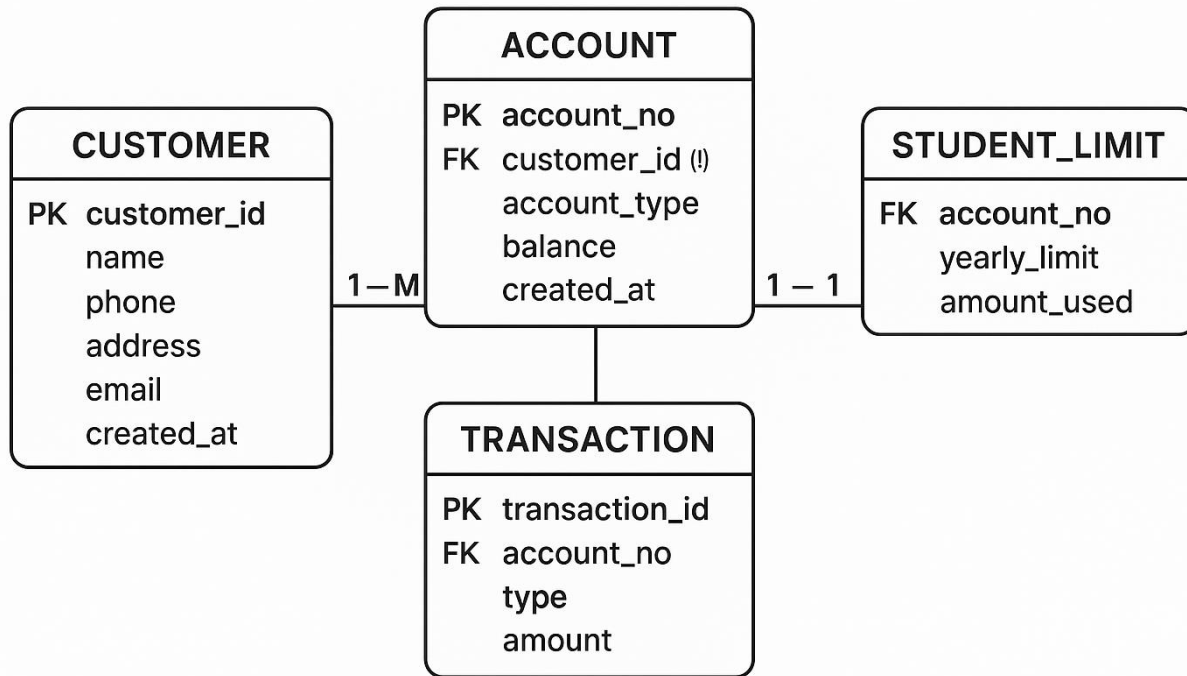 CUSTOMER
PK customer_id
name
phone
address
email
created_at
1—M
ACCOUNT
PK account_no
FK customer_id (!)
account_type
balance
created_at
1 — 1
STUDENT_LIMIT
FK account_no
yearly_limit
amount_used
TRANSACTION
PK transaction_id
FK account_no
type
amount